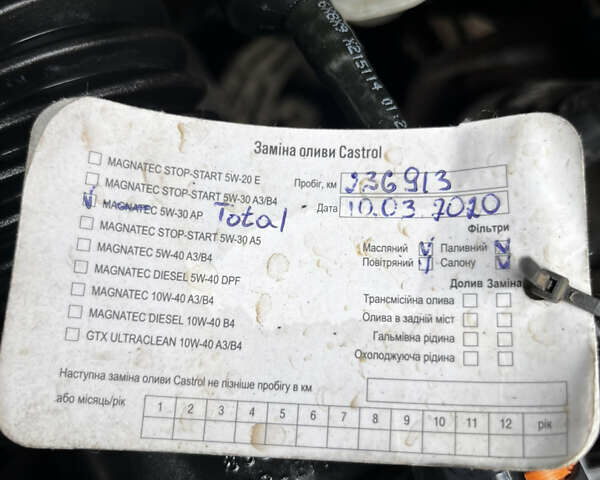 6X8K9 X215114 01:2
Заміна оливи Castrol
MAGNATEC STOP-START 5W-20 E
MAGNATEC STOP-START 5W-30 A3/B4
MAGNATEC 5W-30 AP Total
MAGNATEC STOP-START 5W-30 A5
MAGNATEC 5W-40 A3/B4
MAGNATEC DIESEL 5W-40 DPF
MAGNATEC 10W-40 A3/B4
MAGNATEC DIESEL 10W-40 B4
GTX ULTRACLEAN 10W-40 A3/B4
Пробіг, км 236913
Дата 10.03.2020
Фільтри
Масляний Паливний
Повітряний Салону
Долив Заміна
Трансмісійна олива
Олива в задній міст
Гальмівна рідина
Охолоджуюча рідина
Наступна заміна оливи Castrol не пізніше пробігу в км
або місяць/рік 1 2 3 4 5 6 7 8 9 10 11 12 рік